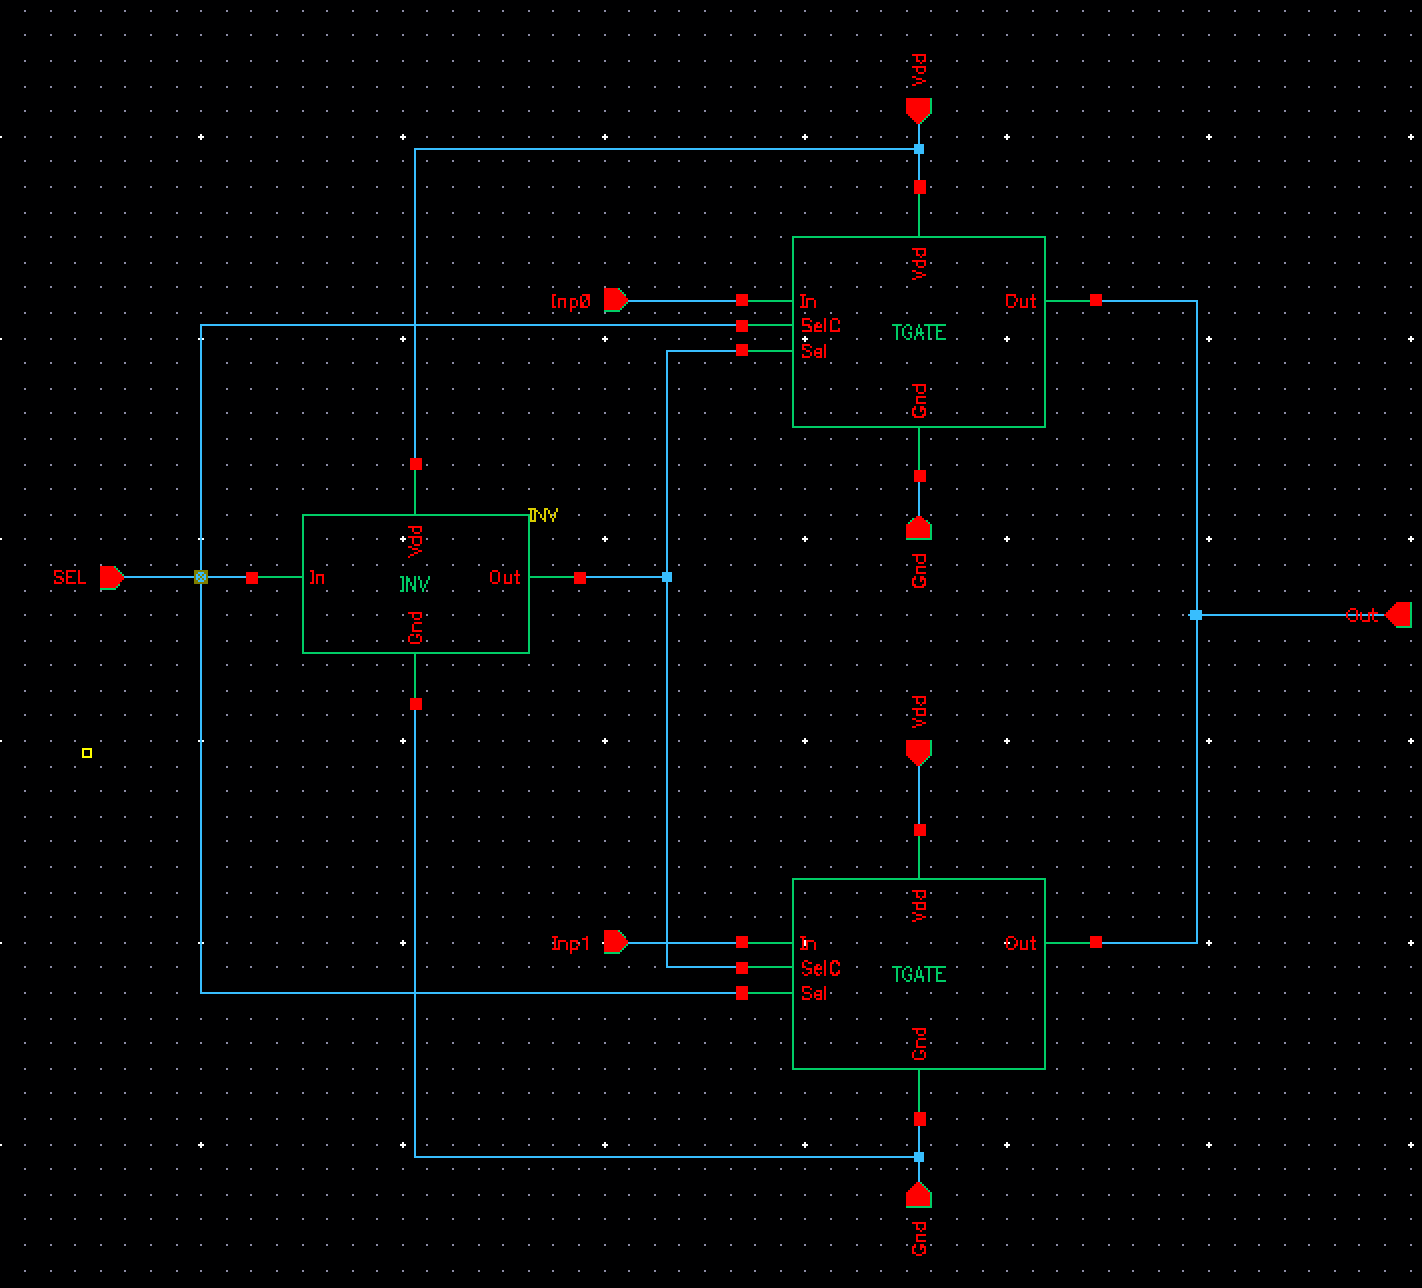 Vdd
Vdd
Inp0
In
Out
SelC
TGATE
Sel
Gnd
Gnd
INV
Vdd
SEL
In
INV
Out
Gnd
Out
Vdd
Vdd
Inp1
In
Out
SelC
TGATE
Sel
Gnd
Gnd